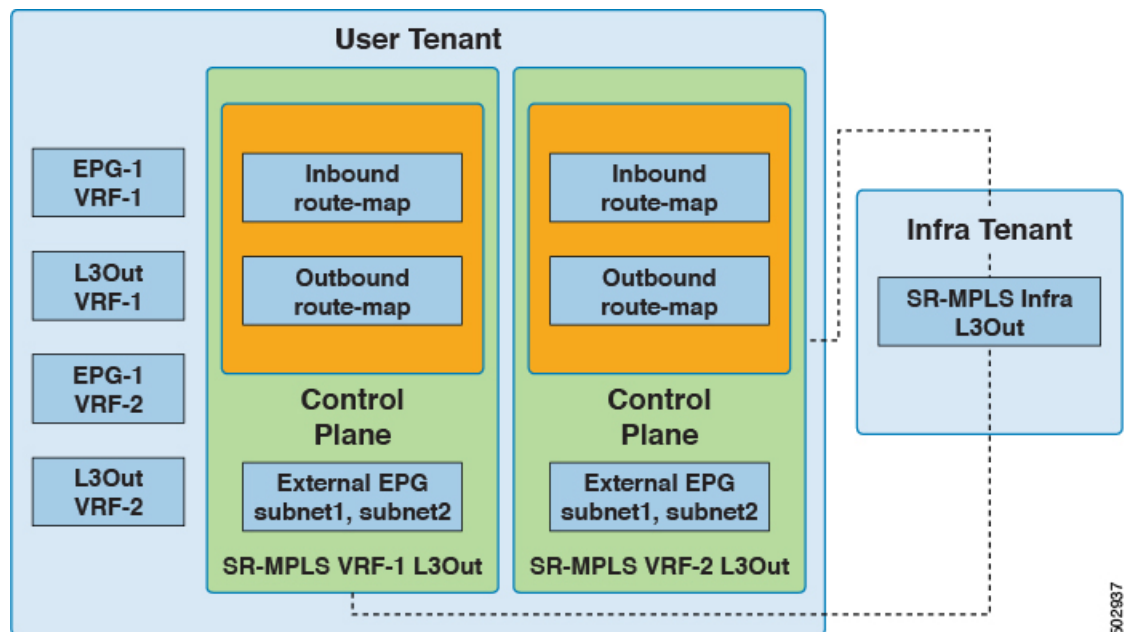 User Tenant
EPG-1
VRF-1
L3Out
VRF-1
EPG-1
VRF-2
L3Out
VRF-2
Inbound
route-map
Outbound
route-map
Control
Plane
External EPG
subnet1, subnet2
SR-MPLS VRF-1 L3Out
Inbound
route-map
Outbound
route-map
Control
Plane
External EPG
subnet1, subnet2
SR-MPLS VRF-2 L3Out
Infra Tenant
SR-MPLS Infra
L3Out
502937